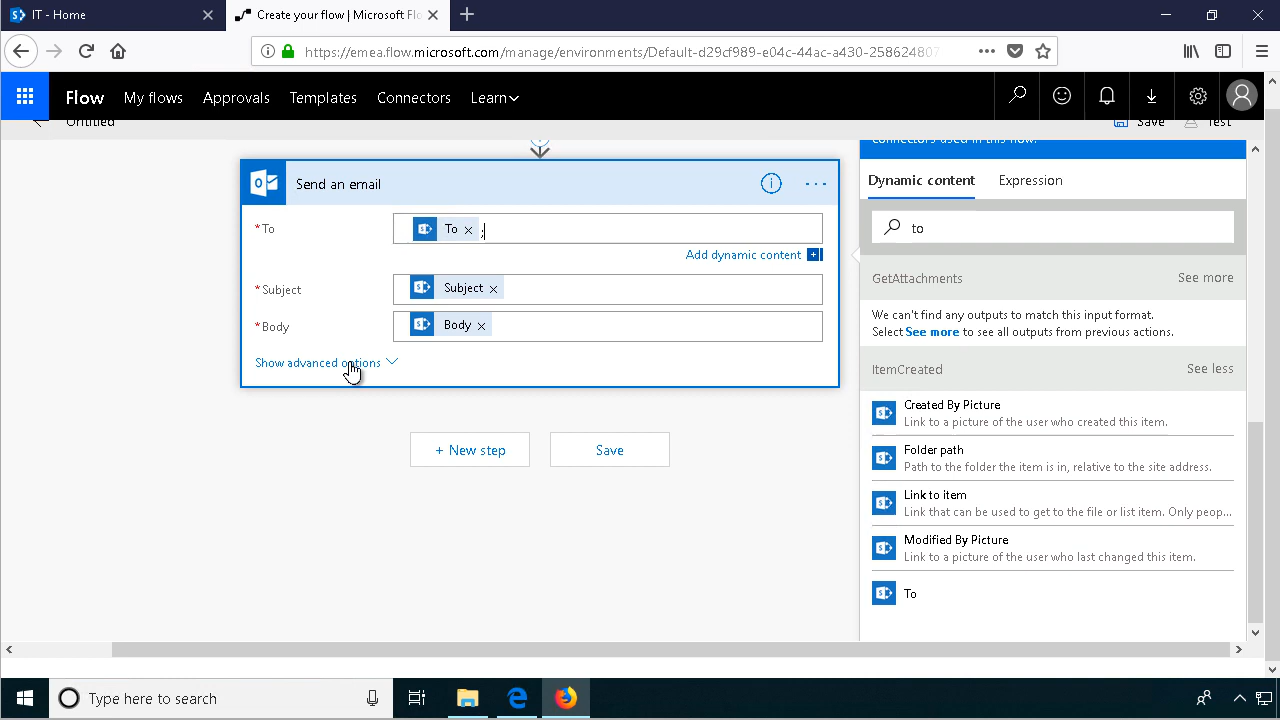 IT - Home
Create your flow | Microsoft Flo
https://emea.flow.microsoft.com/manage/environments/Default-d29cf989-e04c-44ac-a430-258624807
Flow My flows Approvals Templates Connectors Learn
Untitled
Save Test
connectors used in this flow.
Send an email
Dynamic content Expression
*To To ;
to
Add dynamic content
GetAttachments See more
*Subject Subject
We can't find any outputs to match this input format.
Select See more to see all outputs from previous actions.
*Body Body
Show advanced options
ItemCreated See less
Created By Picture
Link to a picture of the user who created this item.
+ New step Save
Folder path
Path to the folder the item is in, relative to the site address.
Link to item
Link that can be used to get to the file or list item. Only peop...
Modified By Picture
Link to a picture of the user who last changed this item.
To
Type here to search